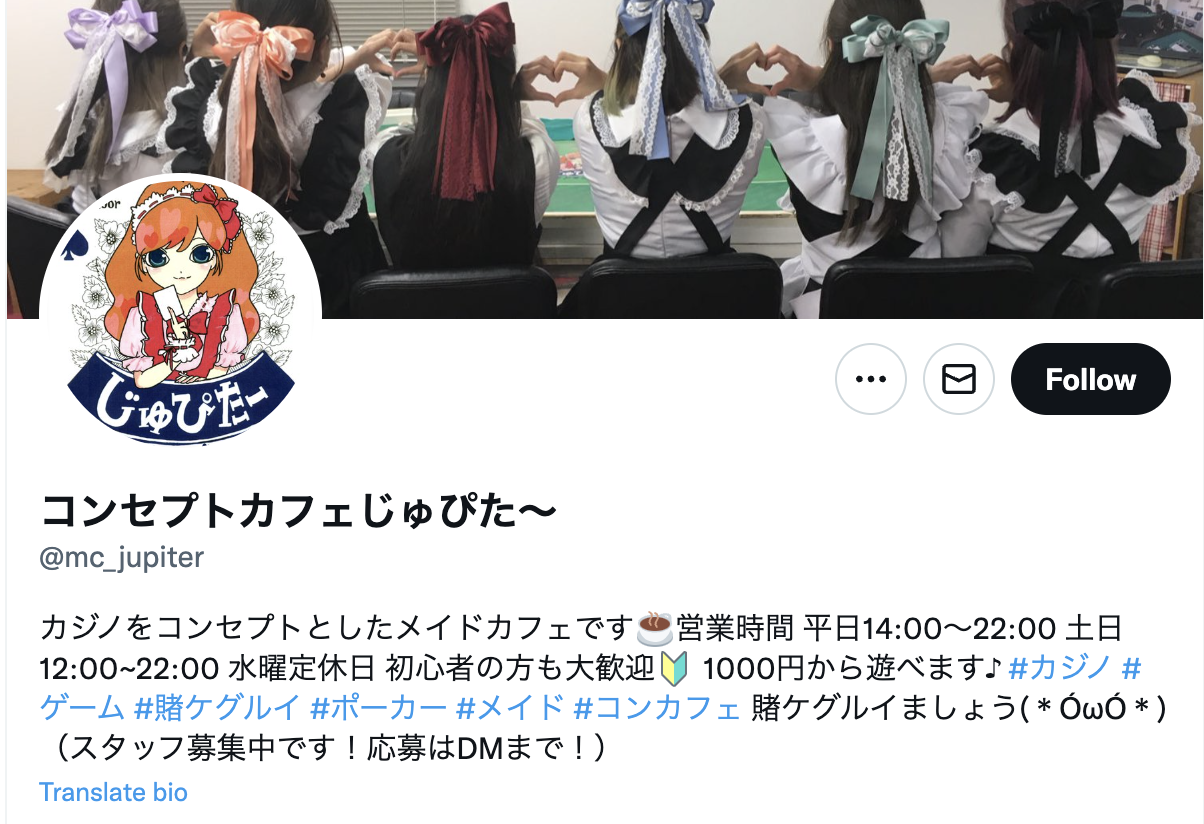 oor
じゅぴたー
Follow
コンセプトカフェじゅぴた〜
@mc_jupiter
カジノをコンセプトとしたメイドカフェです☕営業時間 平日14:00〜22:00 土日
12:00~22:00 水曜定休日 初心者の方も大歓迎🔰 1000円から遊べます♪ #カジノ #
ゲーム #賭ケグルイ #ポーカー #メイド #コンカフェ 賭ケグルイましょう(＊ÓωÓ＊)
（スタッフ募集中です！応募はDMまで！）
Translate bio